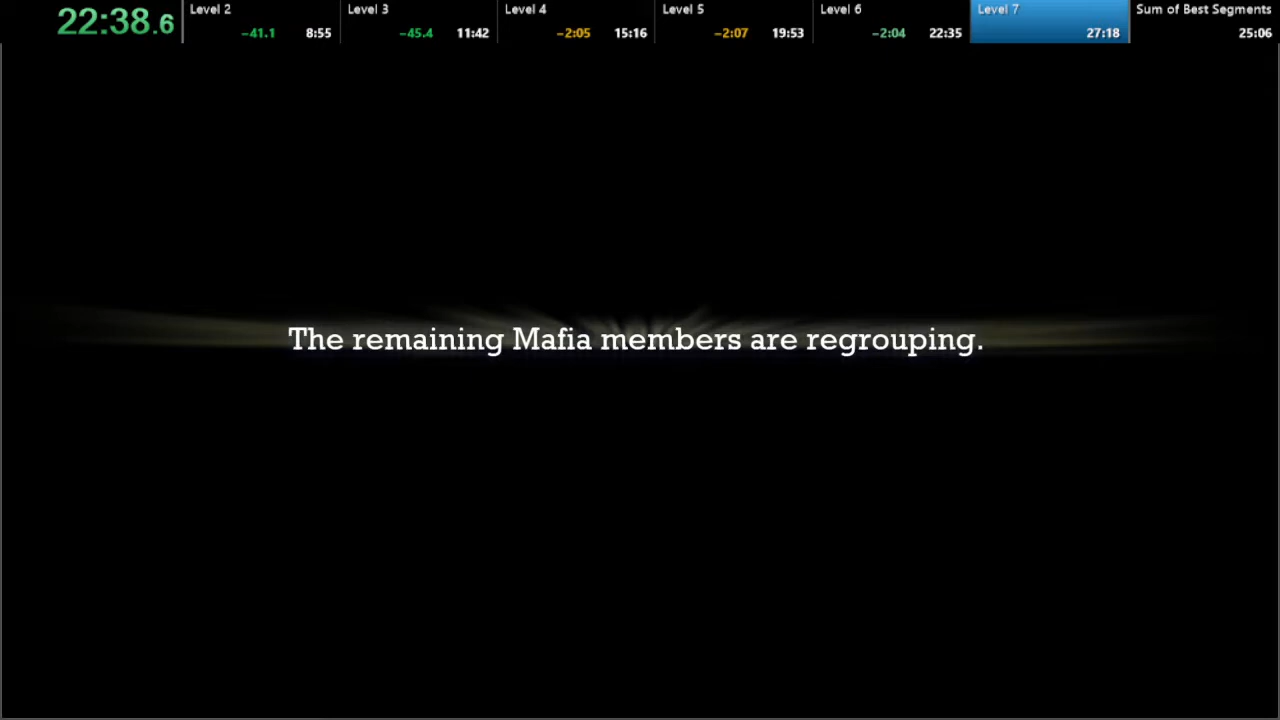 22:38.6
Level 2
−41.1 8:55
Level 3
−45.4 11:42
Level 4
−2:05 15:16
Level 5
−2:07 19:53
Level 6
−2:04 22:35
Level 7
27:18
Sum of Best Segments
25:06
The remaining Mafia members are regrouping.